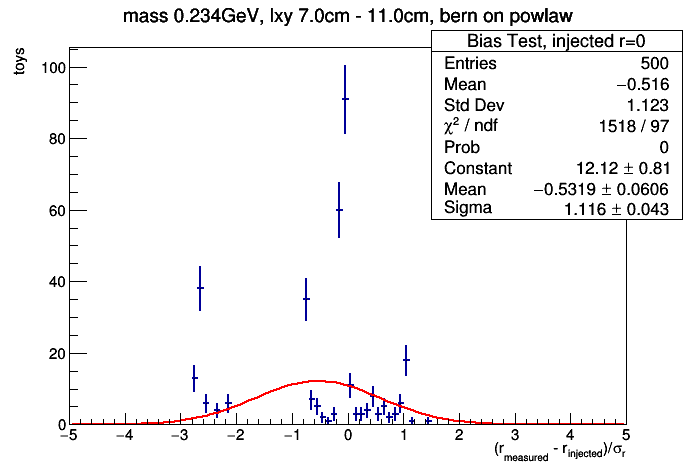 mass 0.234GeV, lxy 7.0cm - 11.0cm, bern on powlaw
toys
Bias Test, injected r=0
Entries 500
Mean −0.516
Std Dev 1.123
χ² / ndf 1518 / 97
Prob 0
Constant 12.12 ± 0.81
Mean −0.5319 ± 0.0606
Sigma 1.116 ± 0.043
100
80
60
40
20
0
−5 −4 −3 −2 −1 0 1 2 3 4 5
(r_measured - r_injected)/σ_r